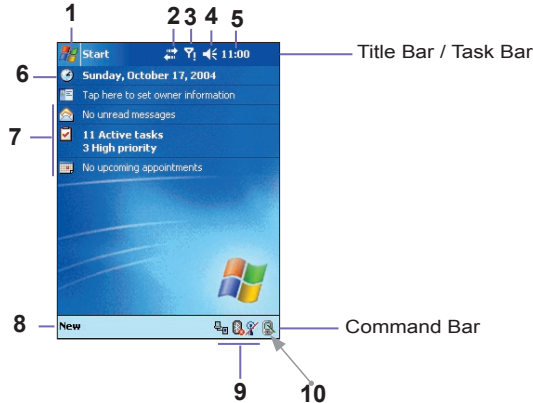 1 2 3 4 5
Start 11:00 Title Bar / Task Bar
6 Sunday, October 17, 2004
Tap here to set owner information
7 No unread messages
11 Active tasks
3 High priority
No upcoming appointments
8 New Command Bar
9 10